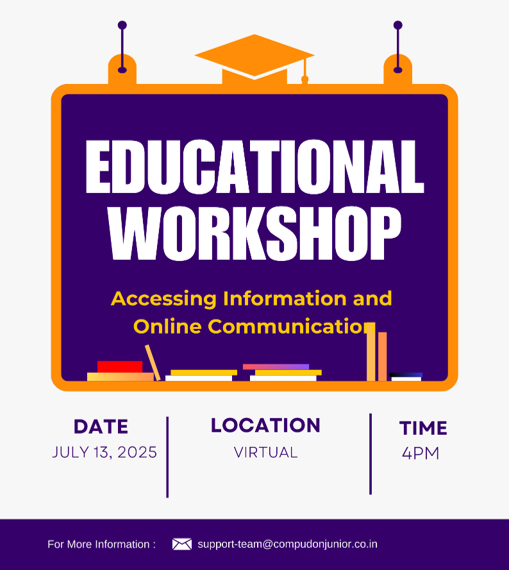 EDUCATIONAL
WORKSHOP
Accessing Information and
Online Communication
DATE
JULY 13, 2025
LOCATION
VIRTUAL
TIME
4PM
For More Information :
support-team@compudonjunior.co.in